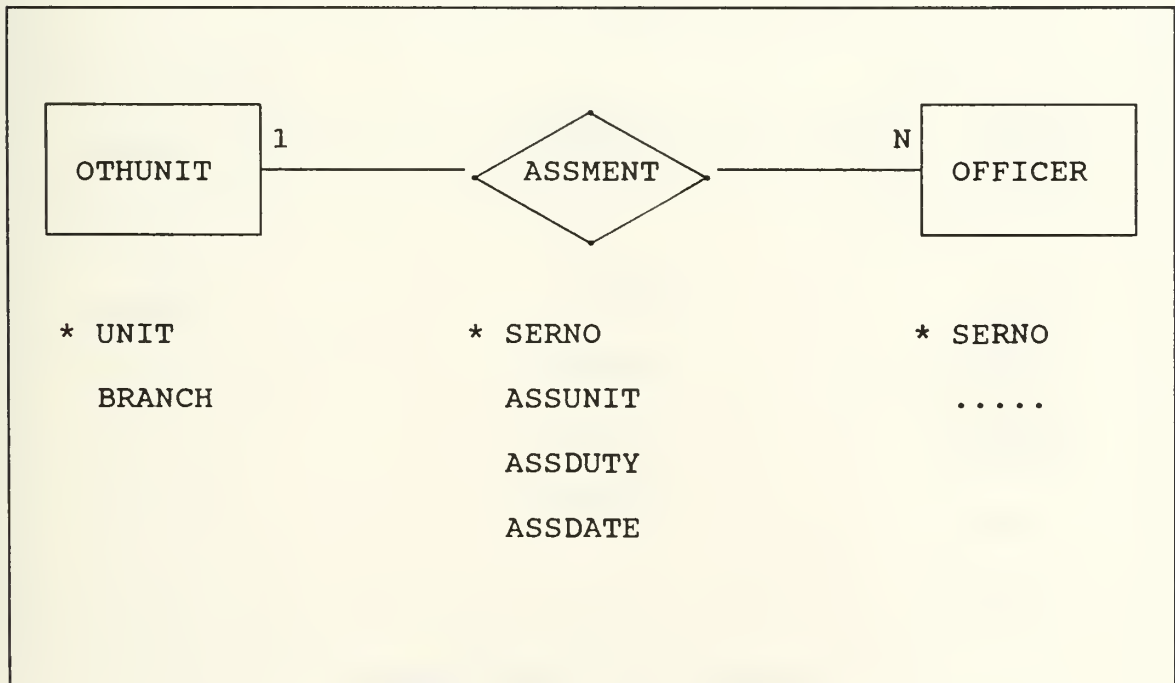 1 N
OTHUNIT ASSMENT OFFICER
* UNIT * SERNO * SERNO
BRANCH ASSUNIT .....
ASSDUTY
ASSDATE